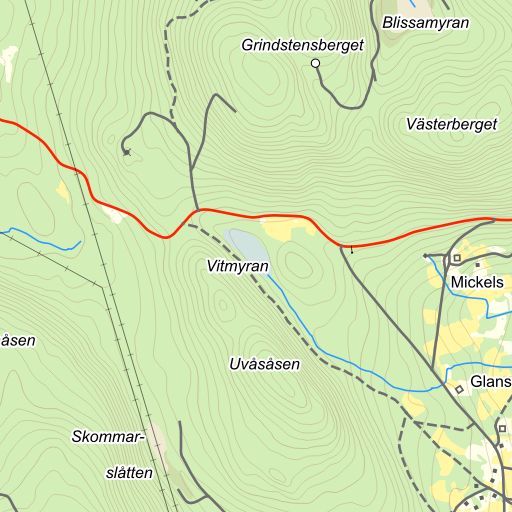 Blissamyran
Grindstensberget
Västerberget
Vitmyran
Mickels
åsen
Uvåsåsen
Glans
Skommar-
slåtten